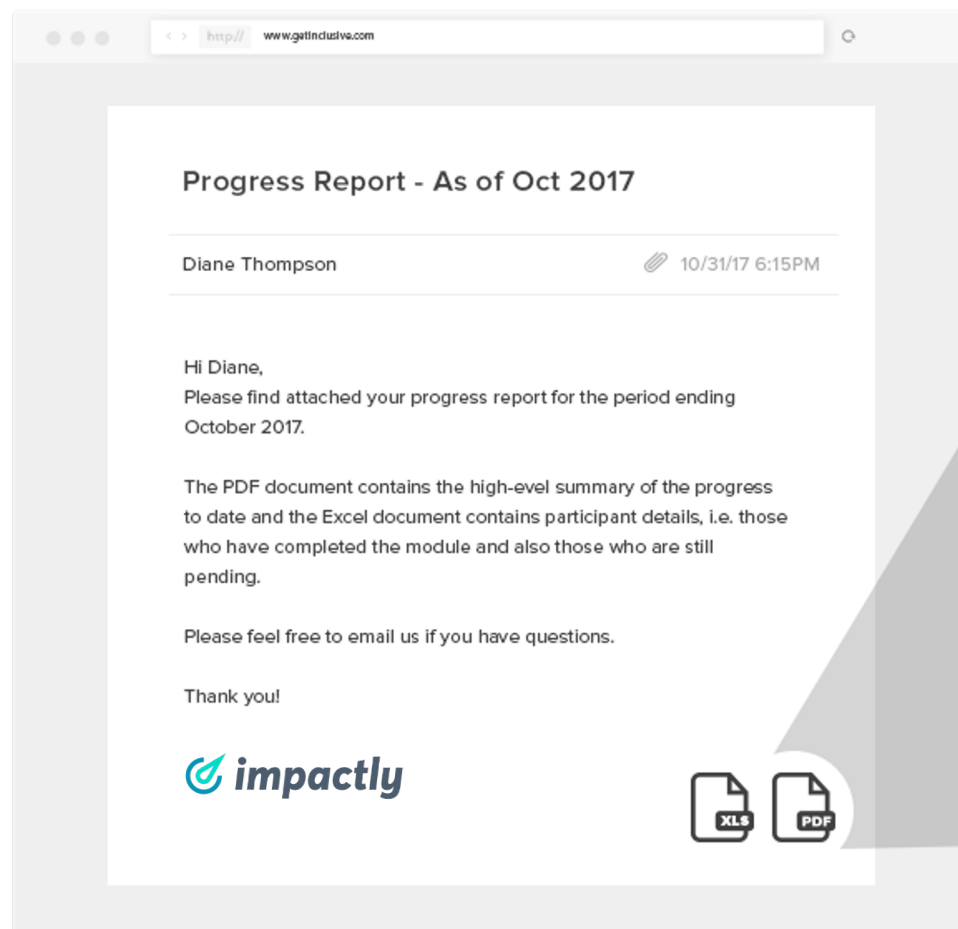 < > http:// www.getinclusive.com
Progress Report - As of Oct 2017
Diane Thompson 10/31/17 6:15PM
Hi Diane,
Please find attached your progress report for the period ending
October 2017.
The PDF document contains the high-evel summary of the progress
to date and the Excel document contains participant details, i.e. those
who have completed the module and also those who are still
pending.
Please feel free to email us if you have questions.
Thank you!
impactly
XLS PDF